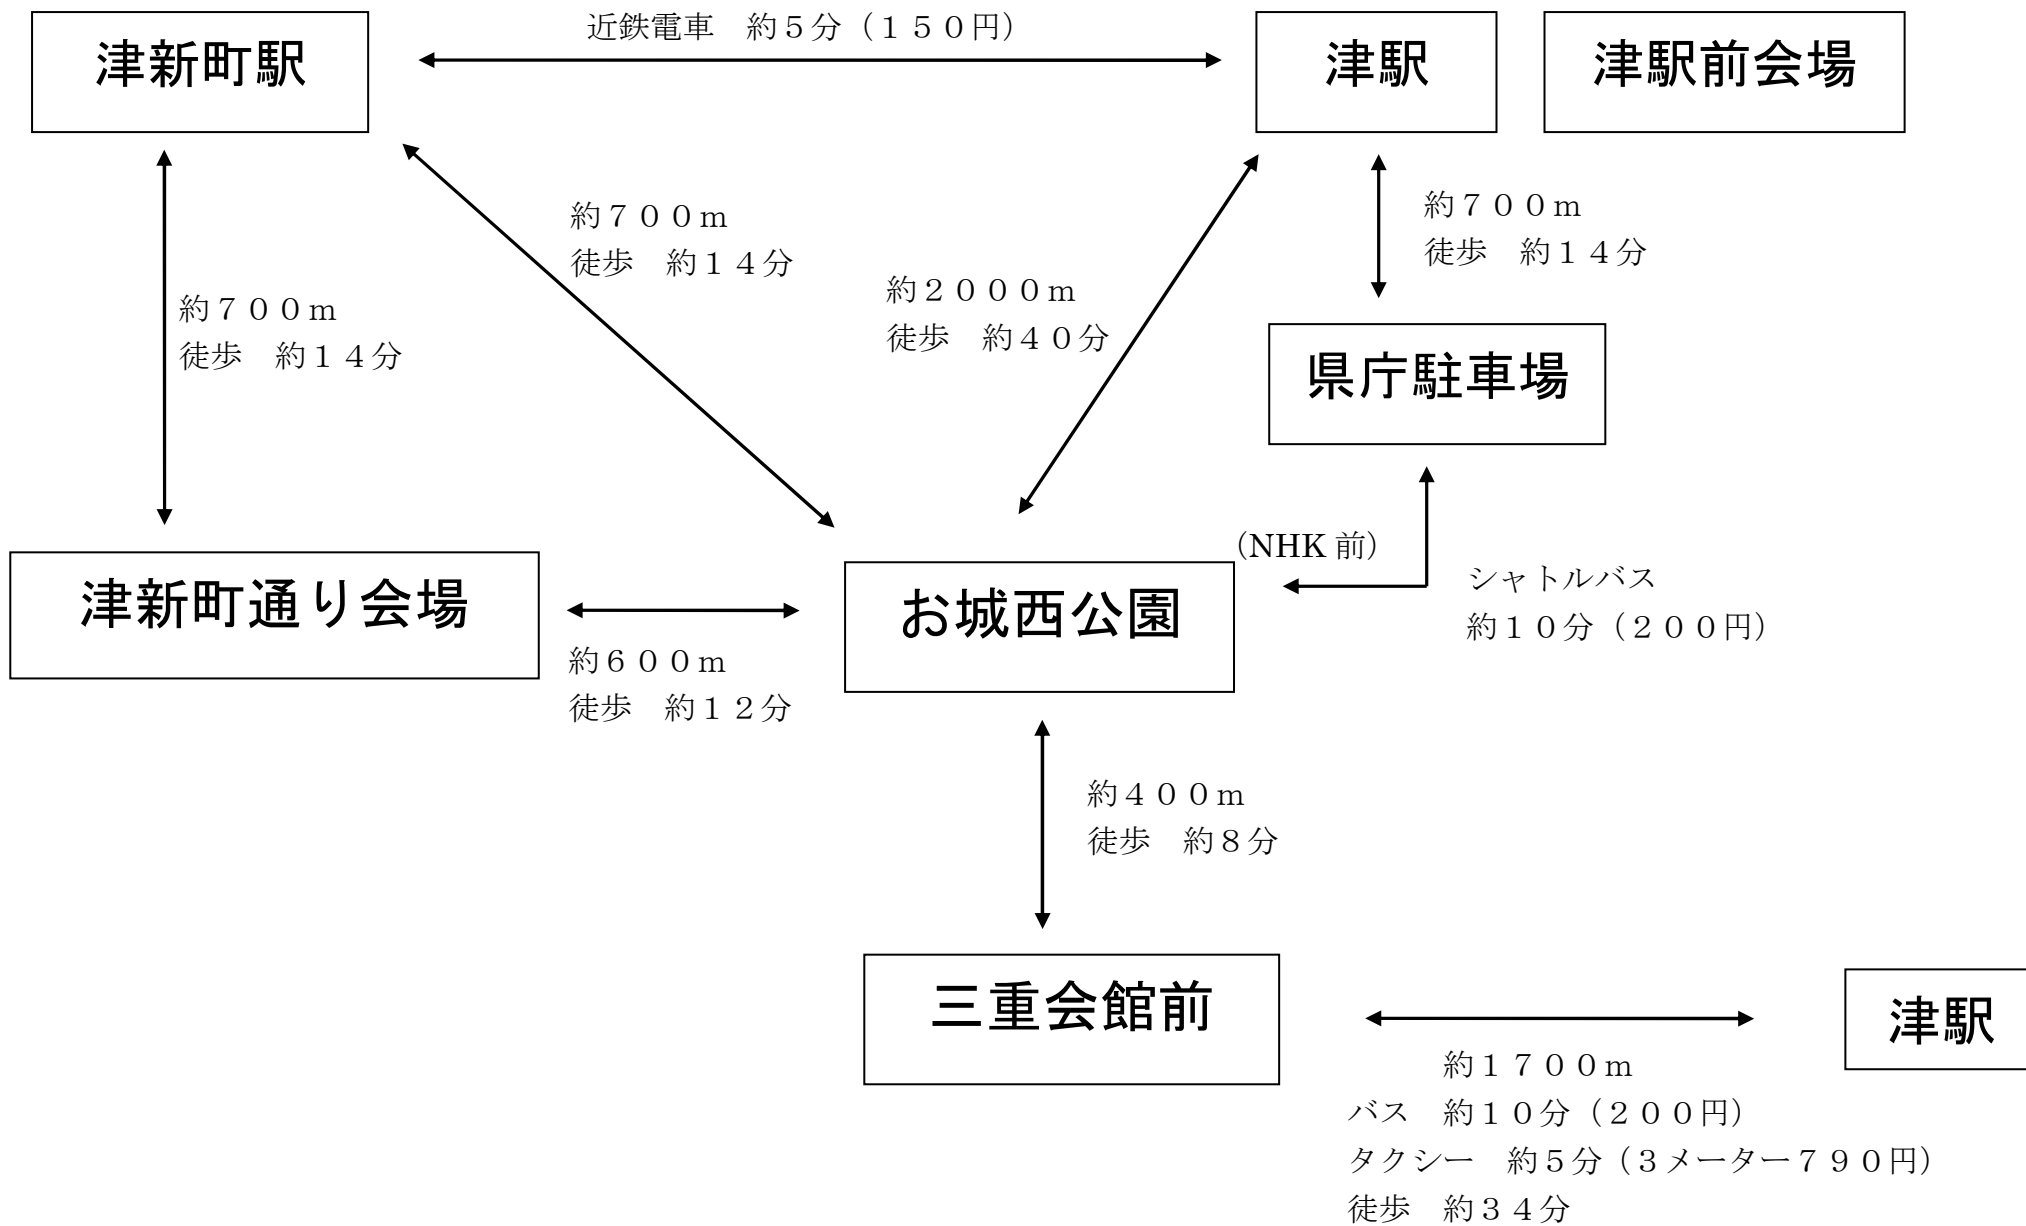 近鉄電車　約５分（１５０円）
津新町駅
津駅
津駅前会場
約７００ｍ
徒歩　約１４分
約７００ｍ
徒歩　約１４分
約２０００ｍ
徒歩　約４０分
約７００ｍ
徒歩　約１４分
県庁駐車場
（NHK 前）
シャトルバス
約１０分（２００円）
津新町通り会場
お城西公園
約６００ｍ
徒歩　約１２分
約４００ｍ
徒歩　約８分
三重会館前
津駅
約１７００ｍ
バス　約１０分（２００円）
タクシー　約５分（３メーター７９０円）
徒歩　約３４分